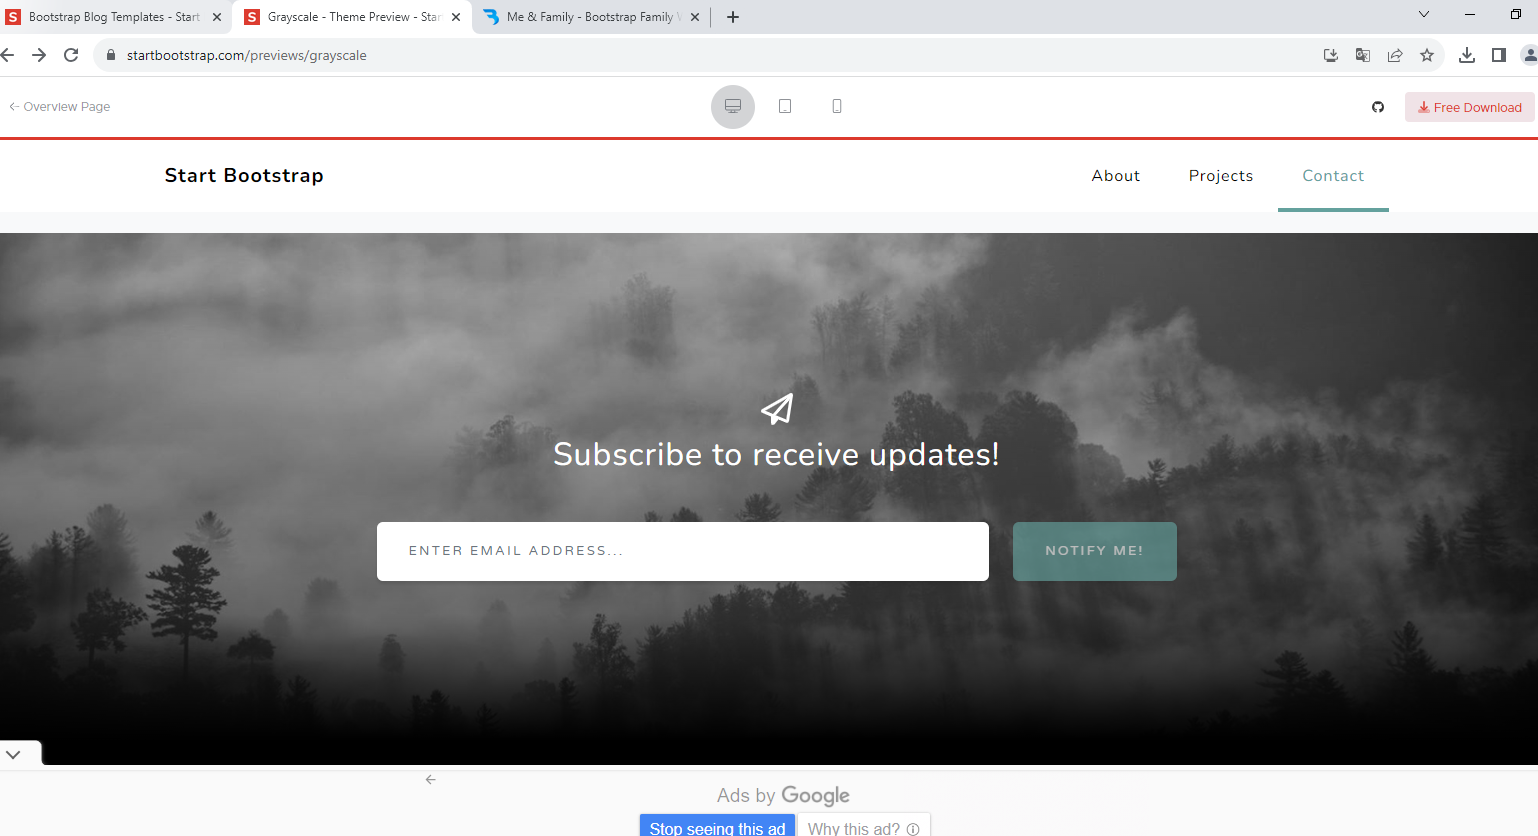 Bootstrap Blog Templates - Start
Grayscale - Theme Preview - Star
Me & Family - Bootstrap Family
startbootstrap.com/previews/grayscale
Overview Page
Free Download
Start Bootstrap
About
Projects
Contact
Subscribe to receive updates!
ENTER EMAIL ADDRESS...
NOTIFY ME!
Ads by Google
Stop seeing this ad
Why this ad?